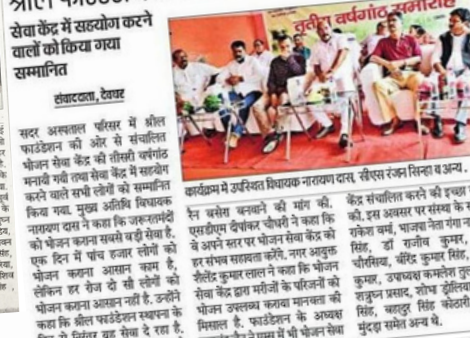 सेवा केंद्र में सहयोग करने
वालों को किया गया
सम्मानित
संवाददाता, देवघर
सदर अस्पताल परिसर में श्रील
फाउंडेशन की ओर से संचालित
भोजन सेवा केंद्र की तीसरी वर्षगांठ
मनायी गयी तथा सेवा केंद्र में सहयोग
करने वाले सभी लोगों को सम्मानित
किया गया. मुख्य अतिथि विधायक
नारायण दास ने कहा कि जरूरतमंदों
को भोजन कराना सबसे बड़ी सेवा है.
एक दिन में पांच हजार लोगों को
भोजन कराना आसान काम है,
लेकिन हर रोज दो सौ लोगों को
भोजन कराना आसान नहीं है. उन्होंने
कहा कि श्रील फाउंडेशन स्थापना के
से निरंतर यह सेवा दे रहा है.
तृतीय वर्षगांठ समारोह
कार्यक्रम में उपस्थित विधायक नारायण दास, सीएस रंजन सिन्हा व अन्य.
रैन बसेरा बनवाने की मांग की.
एसडीएम दीपांकर चौधरी ने कहा कि
वे अपने स्तर पर भोजन सेवा केंद्र को
हर संभव सहायता करेंगे. नगर आयुक्त
शैलेंद्र कुमार लाल ने कहा कि भोजन
सेवा केंद्र द्वारा मरीजों के परिजनों को
भोजन उपलब्ध कराना मानवता की
मिसाल है. फाउंडेशन के अध्यक्ष
में भी भोजन सेवा
केंद्र संचालित करने की इच्छा
की. इस अवसर पर संस्था के
राकेश वर्मा, भाजपा नेता गंगा
सिंह, डॉ राजीव कुमार,
चौरसिया, बीरेंद्र कुमार सिंह,
कुमार, उपाध्यक्ष कमलेश
शत्रुघ्न प्रसाद, शोभ
सिंह, बहादुर सिंह कोठारी
मुंदड़ा समेत अन्य थे.